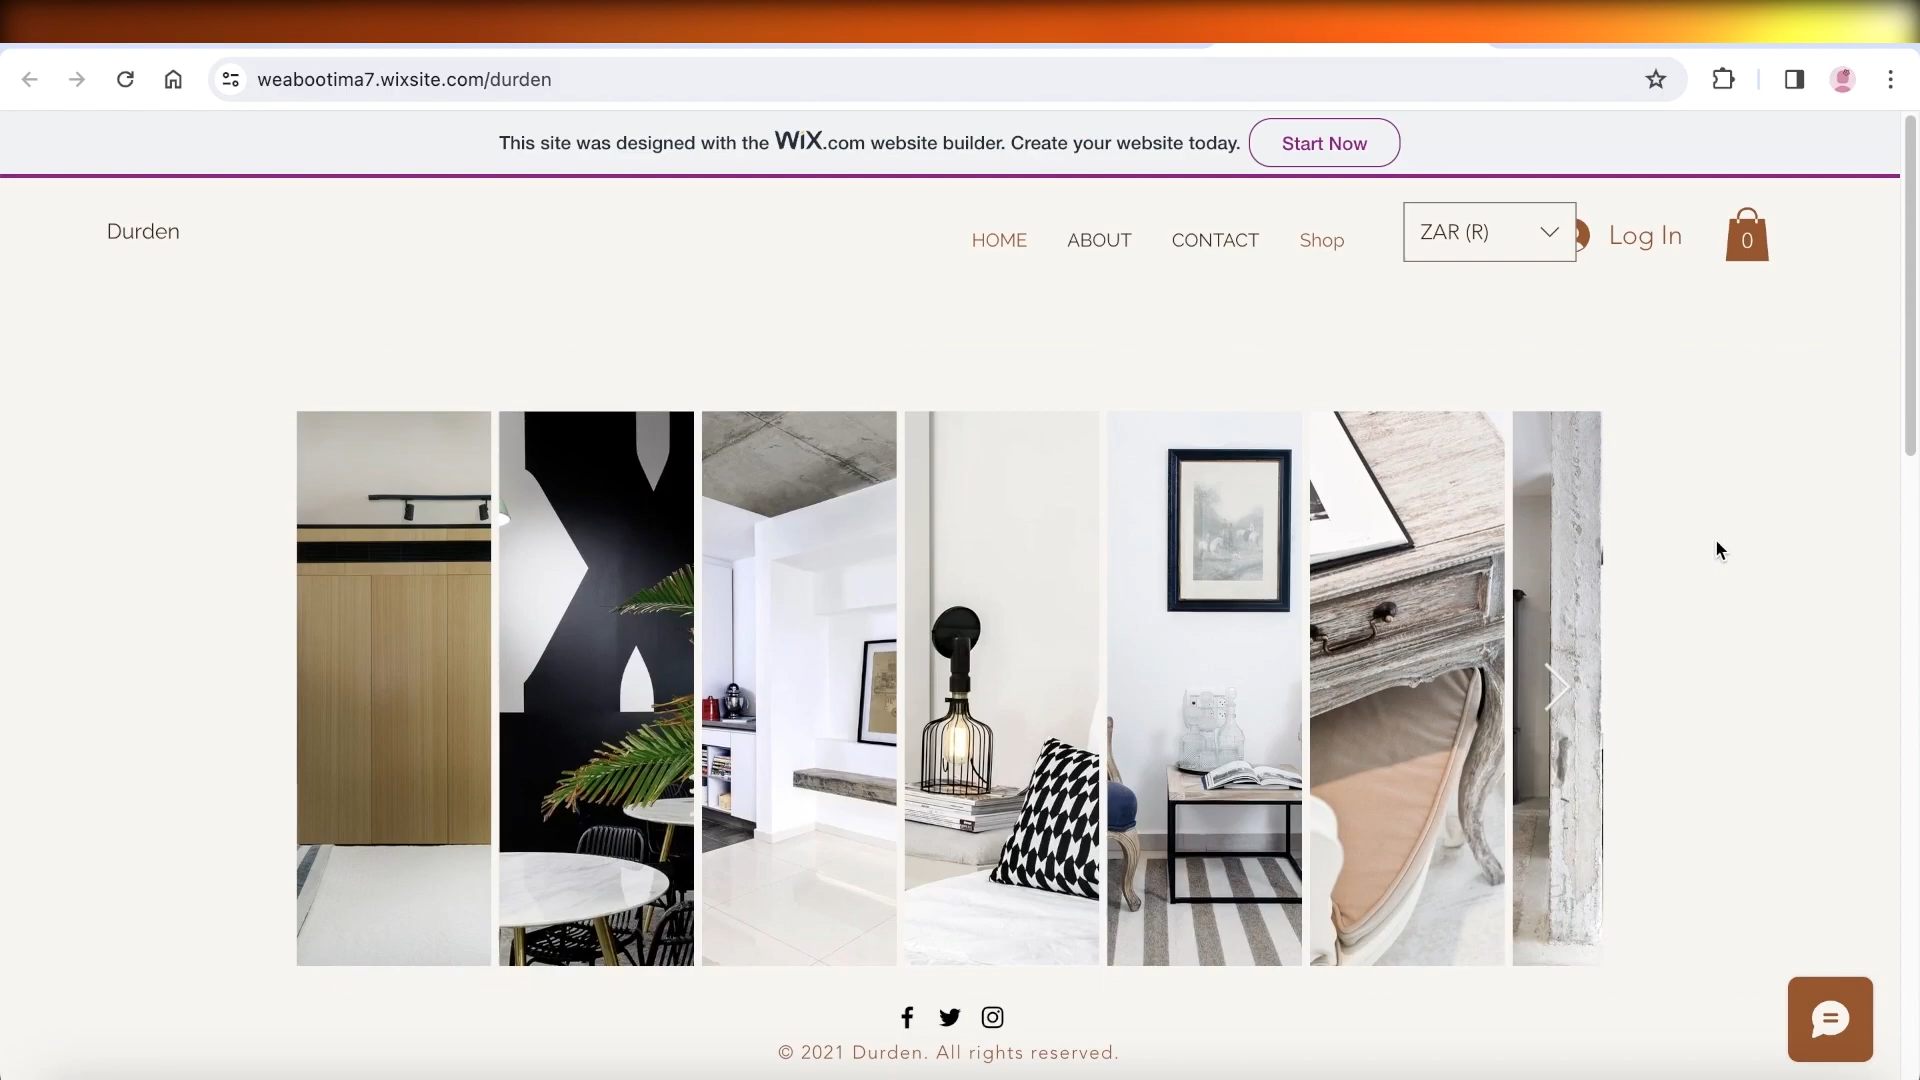 weabootima7.wixsite.com/durden
This site was designed with the WiX.com website builder. Create your website today. Start Now
Durden
HOME ABOUT CONTACT Shop ZAR (R) Log In 0
© 2021 Durden. All rights reserved.